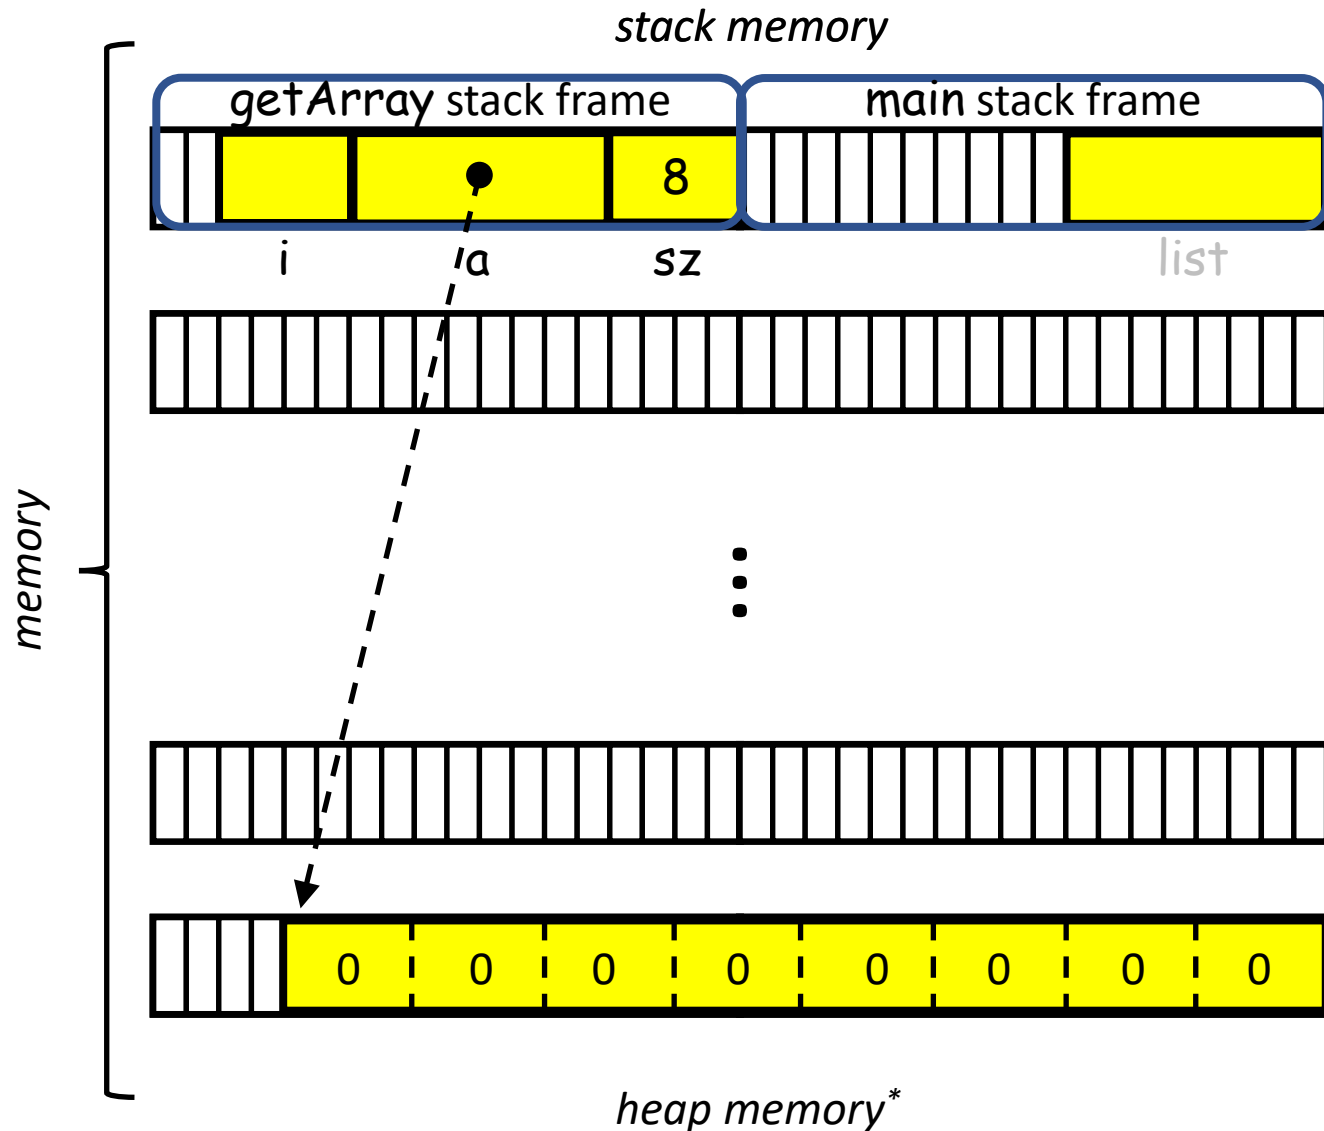 stack memory
getArray stack frame main stack frame
8
i a sz list
memory
0 0 0 0 0 0 0 0
heap memory*